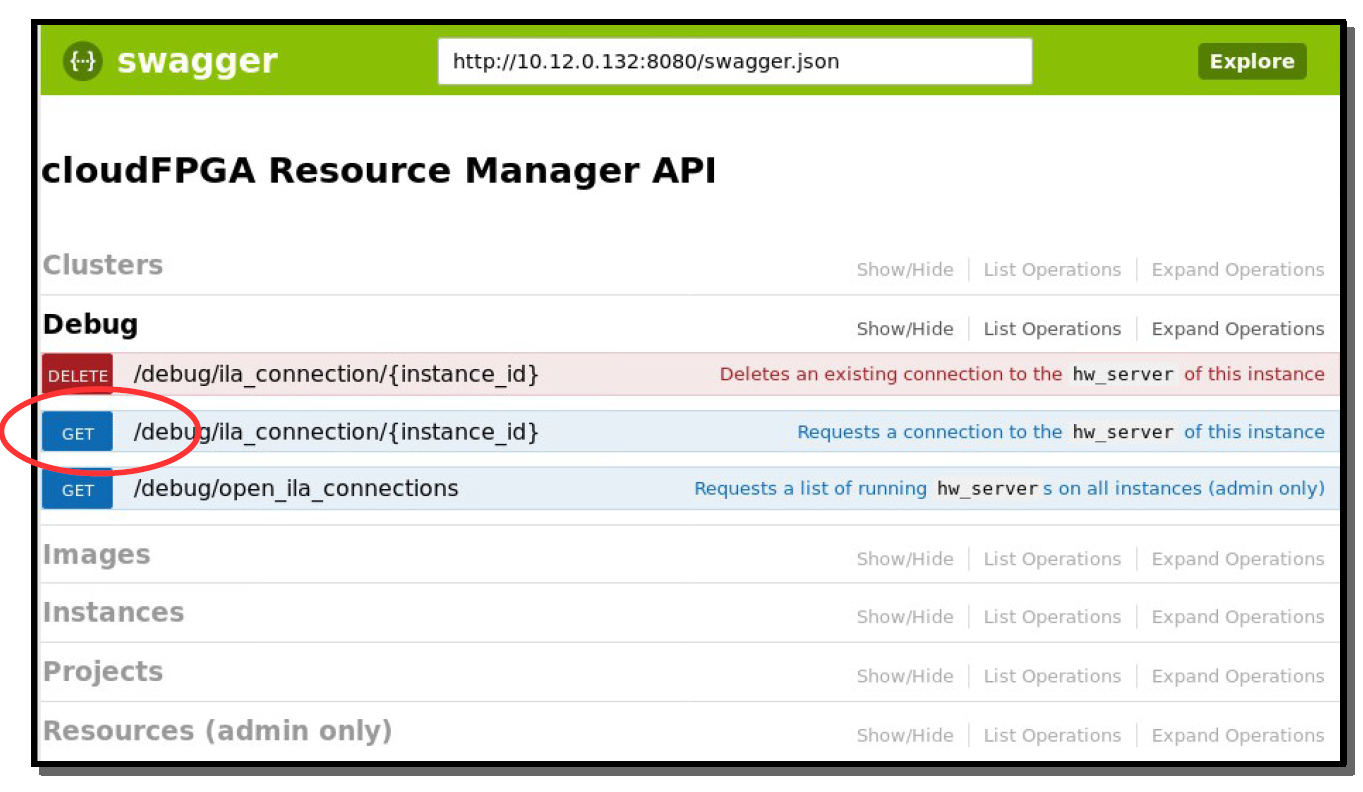 {···} swagger http://10.12.0.132:8080/swagger.json Explore
cloudFPGA Resource Manager API
Clusters Show/Hide List Operations Expand Operations
Debug Show/Hide List Operations Expand Operations
DELETE /debug/ila_connection/{instance_id} Deletes an existing connection to the hw_server of this instance
GET /debug/ila_connection/{instance_id} Requests a connection to the hw_server of this instance
GET /debug/open_ila_connections Requests a list of running hw_server s on all instances (admin only)
Images Show/Hide List Operations Expand Operations
Instances Show/Hide List Operations Expand Operations
Projects Show/Hide List Operations Expand Operations
Resources (admin only) Show/Hide List Operations Expand Operations